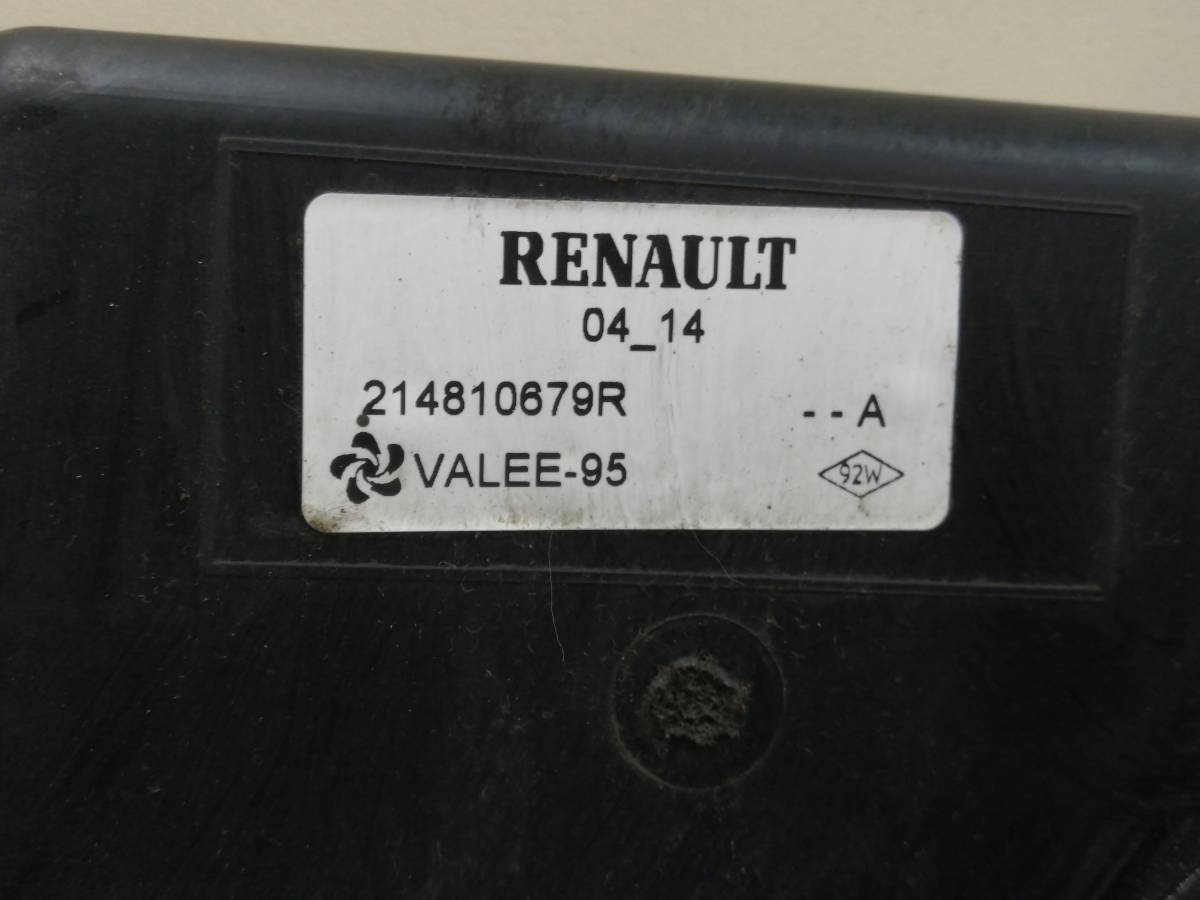 RENAULT
04_14
214810679R
- - A
VALEE-95
92W